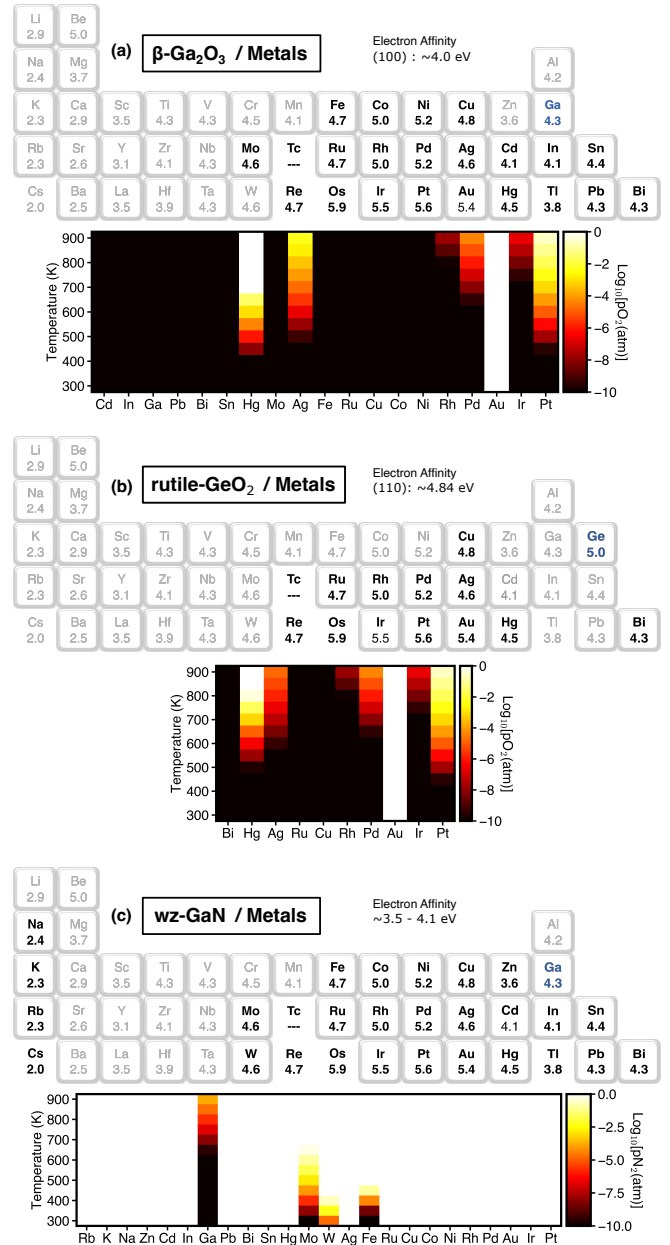 Li Be
2.9 5.0
(a) β-Ga2O3 / Metals
Electron Affinity
(100) : ~4.0 eV
Na Mg Al
2.4 3.7 4.2
K Ca Sc Ti V Cr Mn Fe Co Ni Cu Zn Ga
2.3 2.9 3.5 4.3 4.3 4.5 4.1 4.7 5.0 5.2 4.8 3.6 4.3
Rb Sr Y Zr Nb Mo Tc Ru Rh Pd Ag Cd In Sn
2.3 2.6 3.1 4.1 4.3 4.6 --- 4.7 5.0 5.2 4.6 4.1 4.1 4.4
Cs Ba La Hf Ta W Re Os Ir Pt Au Hg Tl Pb Bi
2.0 2.5 3.5 3.9 4.3 4.6 4.7 5.9 5.5 5.6 5.4 4.5 3.8 4.3 4.3
Temperature (K)
900
800
700
600
500
400
300
Cd In Ga Pb Bi Sn Hg Mo Ag Fe Ru Cu Co Ni Rh Pd Au Ir Pt
0
−2
−4
−6
−8
−10
Log10[pO2(atm)]
Li Be
2.9 5.0
(b) rutile-GeO2 / Metals
Electron Affinity
(110): ~4.84 eV
Na Mg Al
2.4 3.7 4.2
K Ca Sc Ti V Cr Mn Fe Co Ni Cu Zn Ga Ge
2.3 2.9 3.5 4.3 4.3 4.5 4.1 4.7 5.0 5.2 4.8 3.6 4.3 5.0
Rb Sr Y Zr Nb Mo Tc Ru Rh Pd Ag Cd In Sn
2.3 2.6 3.1 4.1 4.3 4.6 --- 4.7 5.0 5.2 4.6 4.1 4.1 4.4
Cs Ba La Hf Ta W Re Os Ir Pt Au Hg Tl Pb Bi
2.0 2.5 3.5 3.9 4.3 4.6 4.7 5.9 5.5 5.6 5.4 4.5 3.8 4.3 4.3
Temperature (K)
900
800
700
600
500
400
300
Bi Hg Ag Ru Cu Rh Pd Au Ir Pt
0
−2
−4
−6
−8
−10
Log10[pO2(atm)]
Li Be
2.9 5.0
(c) wz-GaN / Metals
Electron Affinity
~3.5 - 4.1 eV
Na Mg Al
2.4 3.7 4.2
K Ca Sc Ti V Cr Mn Fe Co Ni Cu Zn Ga
2.3 2.9 3.5 4.3 4.3 4.5 4.1 4.7 5.0 5.2 4.8 3.6 4.3
Rb Sr Y Zr Nb Mo Tc Ru Rh Pd Ag Cd In Sn
2.3 2.6 3.1 4.1 4.3 4.6 --- 4.7 5.0 5.2 4.6 4.1 4.1 4.4
Cs Ba La Hf Ta W Re Os Ir Pt Au Hg Tl Pb Bi
2.0 2.5 3.5 3.9 4.3 4.6 4.7 5.9 5.5 5.6 5.4 4.5 3.8 4.3 4.3
Temperature (K)
900
800
700
600
500
400
300
Rb K Na Zn Cd In Ga Pb Bi Sn Hg Mo W Ag Fe Ru Cu Co Ni Rh Pd Au Ir Pt
0.0
−2.5
−5.0
−7.5
−10.0
Log10[pN2(atm)]